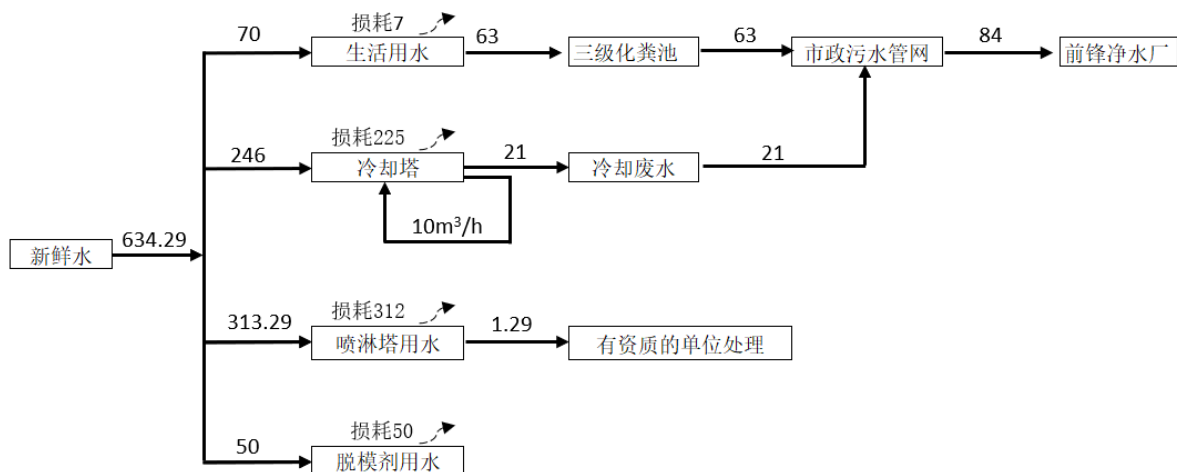 损耗7
70
生活用水
63
三级化粪池
63
市政污水管网
84
前锋净水厂
损耗225
246
冷却塔
21
冷却废水
21
10m³/h
新鲜水
634.29
损耗312
313.29
喷淋塔用水
1.29
有资质的单位处理
损耗50
50
脱模剂用水